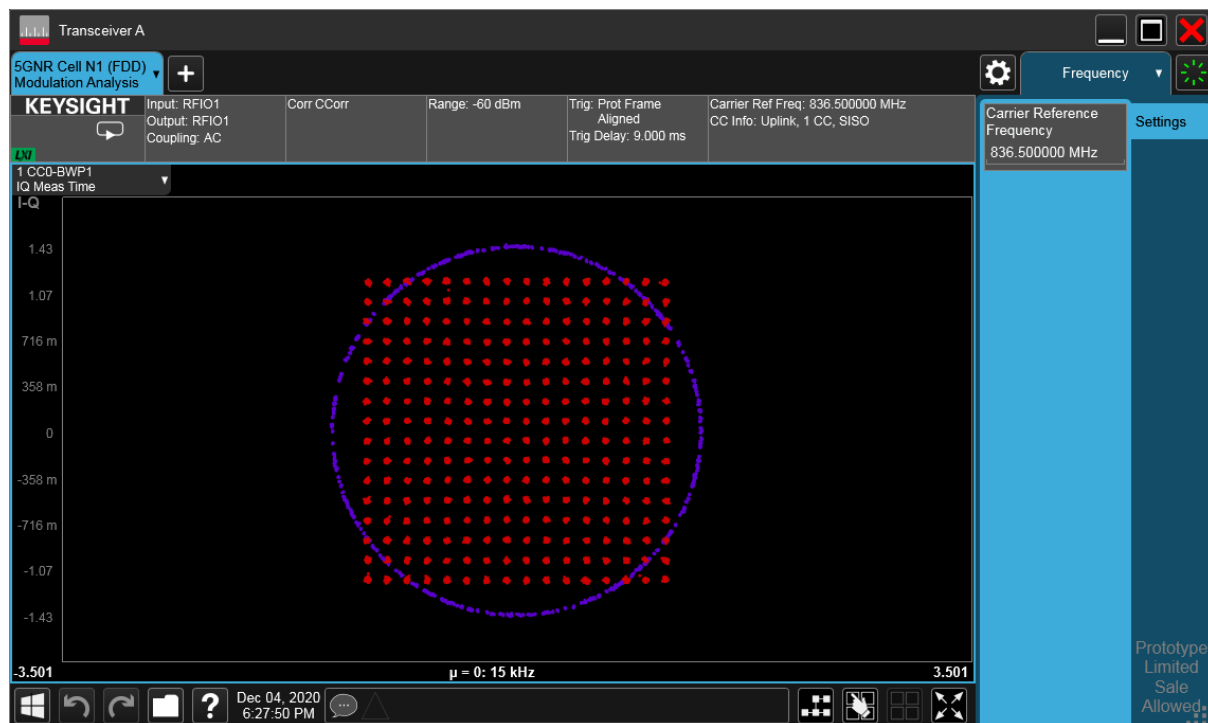 Transceiver A
5GNR Cell N1 (FDD)
Modulation Analysis
+
Frequency
KEYSIGHT
LXI
Input: RFIO1
Output: RFIO1
Coupling: AC
Corr CCorr
Range: -60 dBm
Trig: Prot Frame
Aligned
Trig Delay: 9.000 ms
Carrier Ref Freq: 836.500000 MHz
CC Info: Uplink, 1 CC, SISO
Carrier Reference
Frequency
836.500000 MHz
Settings
1 CC0-BWP1
IQ Meas Time
I-Q
1.43
1.07
716 m
358 m
0
-358 m
-716 m
-1.07
-1.43
-3.501
µ = 0: 15 kHz
3.501
Prototype
Limited
Sale
Allowed
?
Dec 04, 2020
6:27:50 PM